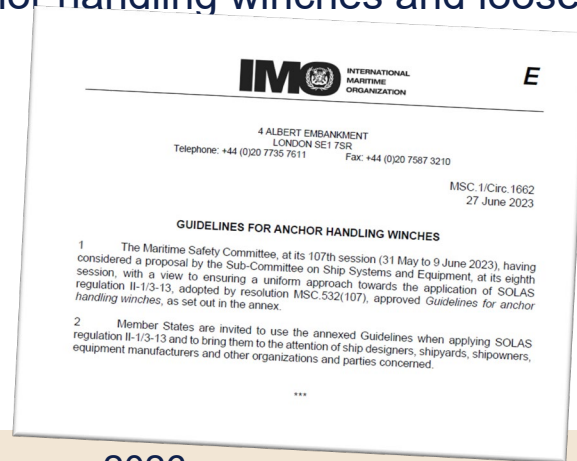 handling winches and loose
IMO
INTERNATIONAL
MARITIME
ORGANIZATION
E
4 ALBERT EMBANKMENT
LONDON SE1 7SR
Telephone: +44 (0)20 7735 7611 Fax: +44 (0)20 7587 3210
MSC.1/Circ.1662
27 June 2023
GUIDELINES FOR ANCHOR HANDLING WINCHES
1 The Maritime Safety Committee, at its 107th session (31 May to 9 June 2023), having
considered a proposal by the Sub-Committee on Ship Systems and Equipment, at its eighth
session, with a view to ensuring a uniform approach towards the application of SOLAS
regulation II-1/3-13, adopted by resolution MSC.532(107), approved Guidelines for anchor
handling winches, as set out in the annex.
2 Member States are invited to use the annexed Guidelines when applying SOLAS
regulation II-1/3-13 and to bring them to the attention of ship designers, shipyards, shipowners,
equipment manufacturers and other organizations and parties concerned.
***